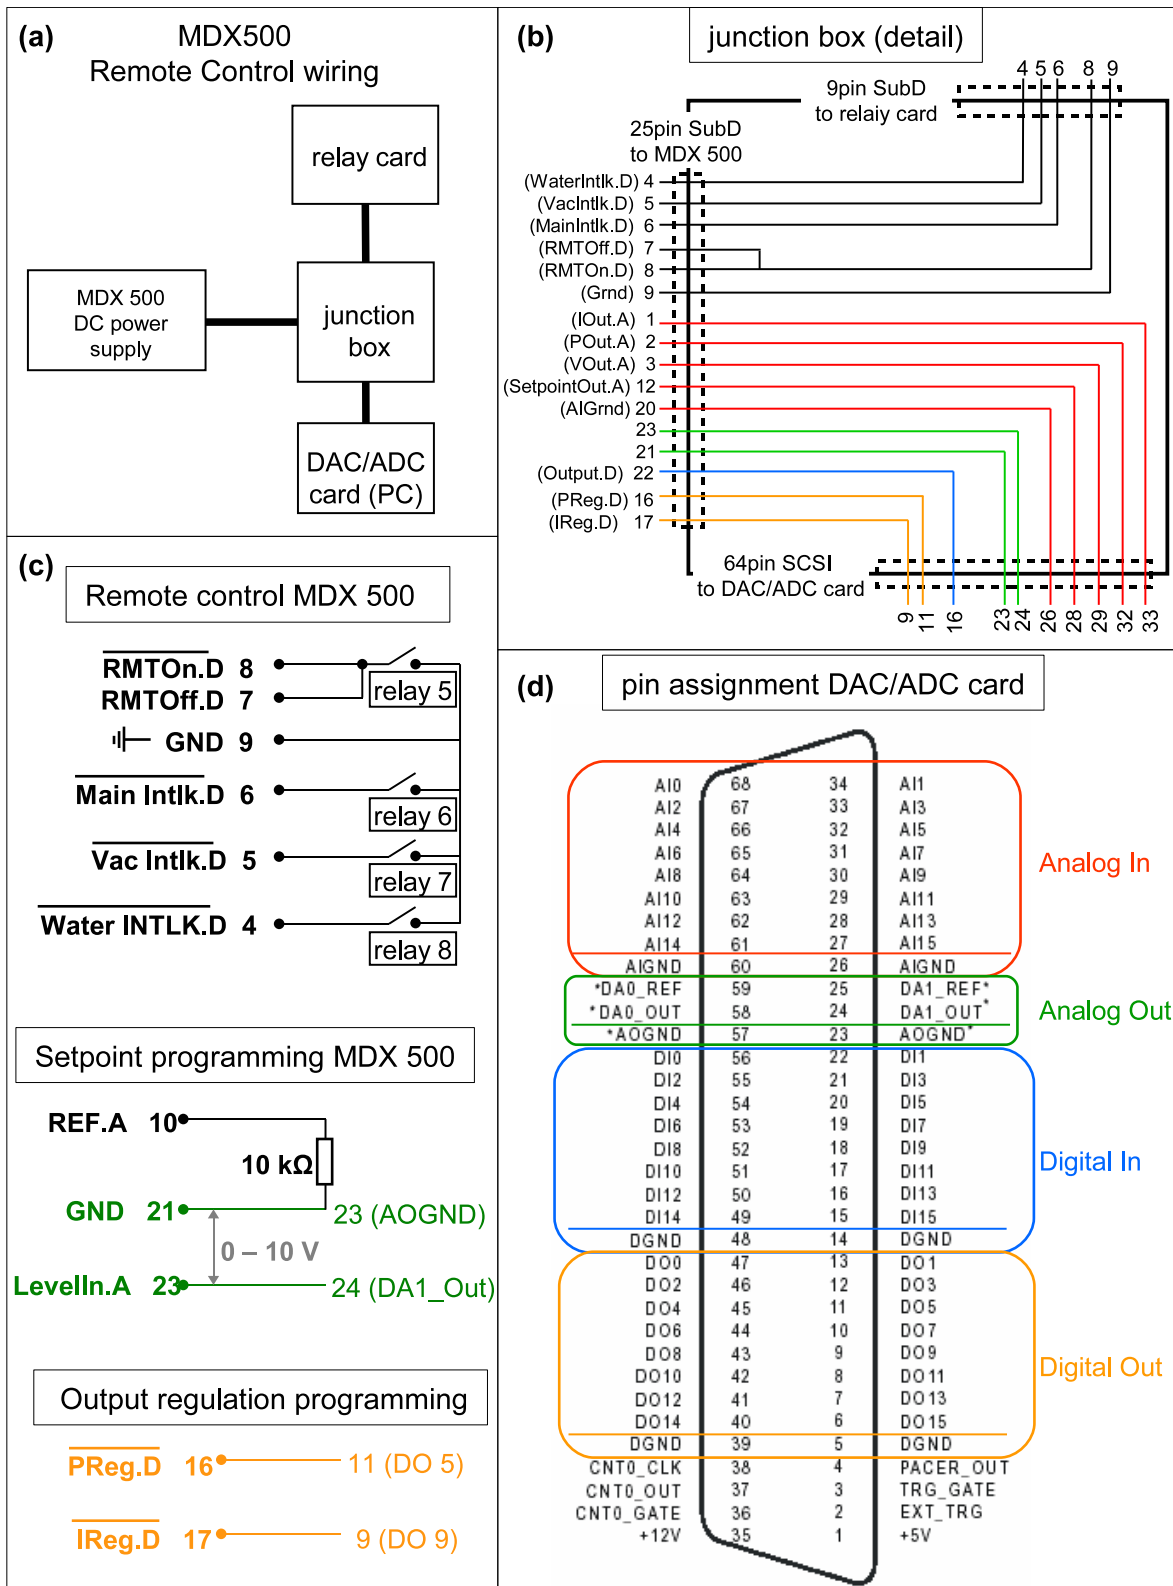 (a)
MDX500
Remote Control wiring
relay card
MDX 500
DC power
supply
junction
box
DAC/ADC
card (PC)
(b)
junction box (detail)
4 5 6 8 9
9pin SubD
to relaiy card
25pin SubD
to MDX 500
(WaterIntlk.D) 4
(VacIntlk.D) 5
(MainIntlk.D) 6
(RMTOff.D) 7
(RMTOn.D) 8
(Grnd) 9
(IOut.A) 1
(POut.A) 2
(VOut.A) 3
(SetpointOut.A) 12
(AIGrnd) 20
23
21
(Output.D) 22
(PReg.D) 16
(IReg.D) 17
64pin SCSI
to DAC/ADC card
9 11 16 23 24 26 28 29 32 33
(c)
Remote control MDX 500
RMTOn.D 8
RMTOff.D 7
relay 5
GND 9
Main Intlk.D 6
relay 6
Vac Intlk.D 5
relay 7
Water INTLK.D 4
relay 8
Setpoint programming MDX 500
REF.A 10
10 kΩ
GND 21
23 (AOGND)
0 – 10 V
LevelIn.A 23
24 (DA1_Out)
Output regulation programming
PReg.D 16
11 (DO 5)
IReg.D 17
9 (DO 9)
(d)
pin assignment DAC/ADC card
AI0 68 34 AI1
AI2 67 33 AI3
AI4 66 32 AI5
AI6 65 31 AI7
AI8 64 30 AI9
AI10 63 29 AI11
AI12 62 28 AI13
AI14 61 27 AI15
AIGND 60 26 AIGND
Analog In
*DA0_REF 59 25 DA1_REF*
*DA0_OUT 58 24 DA1_OUT*
*AOGND 57 23 AOGND*
Analog Out
DI0 56 22 DI1
DI2 55 21 DI3
DI4 54 20 DI5
DI6 53 19 DI7
DI8 52 18 DI9
DI10 51 17 DI11
DI12 50 16 DI13
DI14 49 15 DI15
DGND 48 14 DGND
Digital In
DO0 47 13 DO1
DO2 46 12 DO3
DO4 45 11 DO5
DO6 44 10 DO7
DO8 43 9 DO9
DO10 42 8 DO11
DO12 41 7 DO13
DO14 40 6 DO15
DGND 39 5 DGND
Digital Out
CNT0_CLK 38 4 PACER_OUT
CNT0_OUT 37 3 TRG_GATE
CNT0_GATE 36 2 EXT_TRG
+12V 35 1 +5V